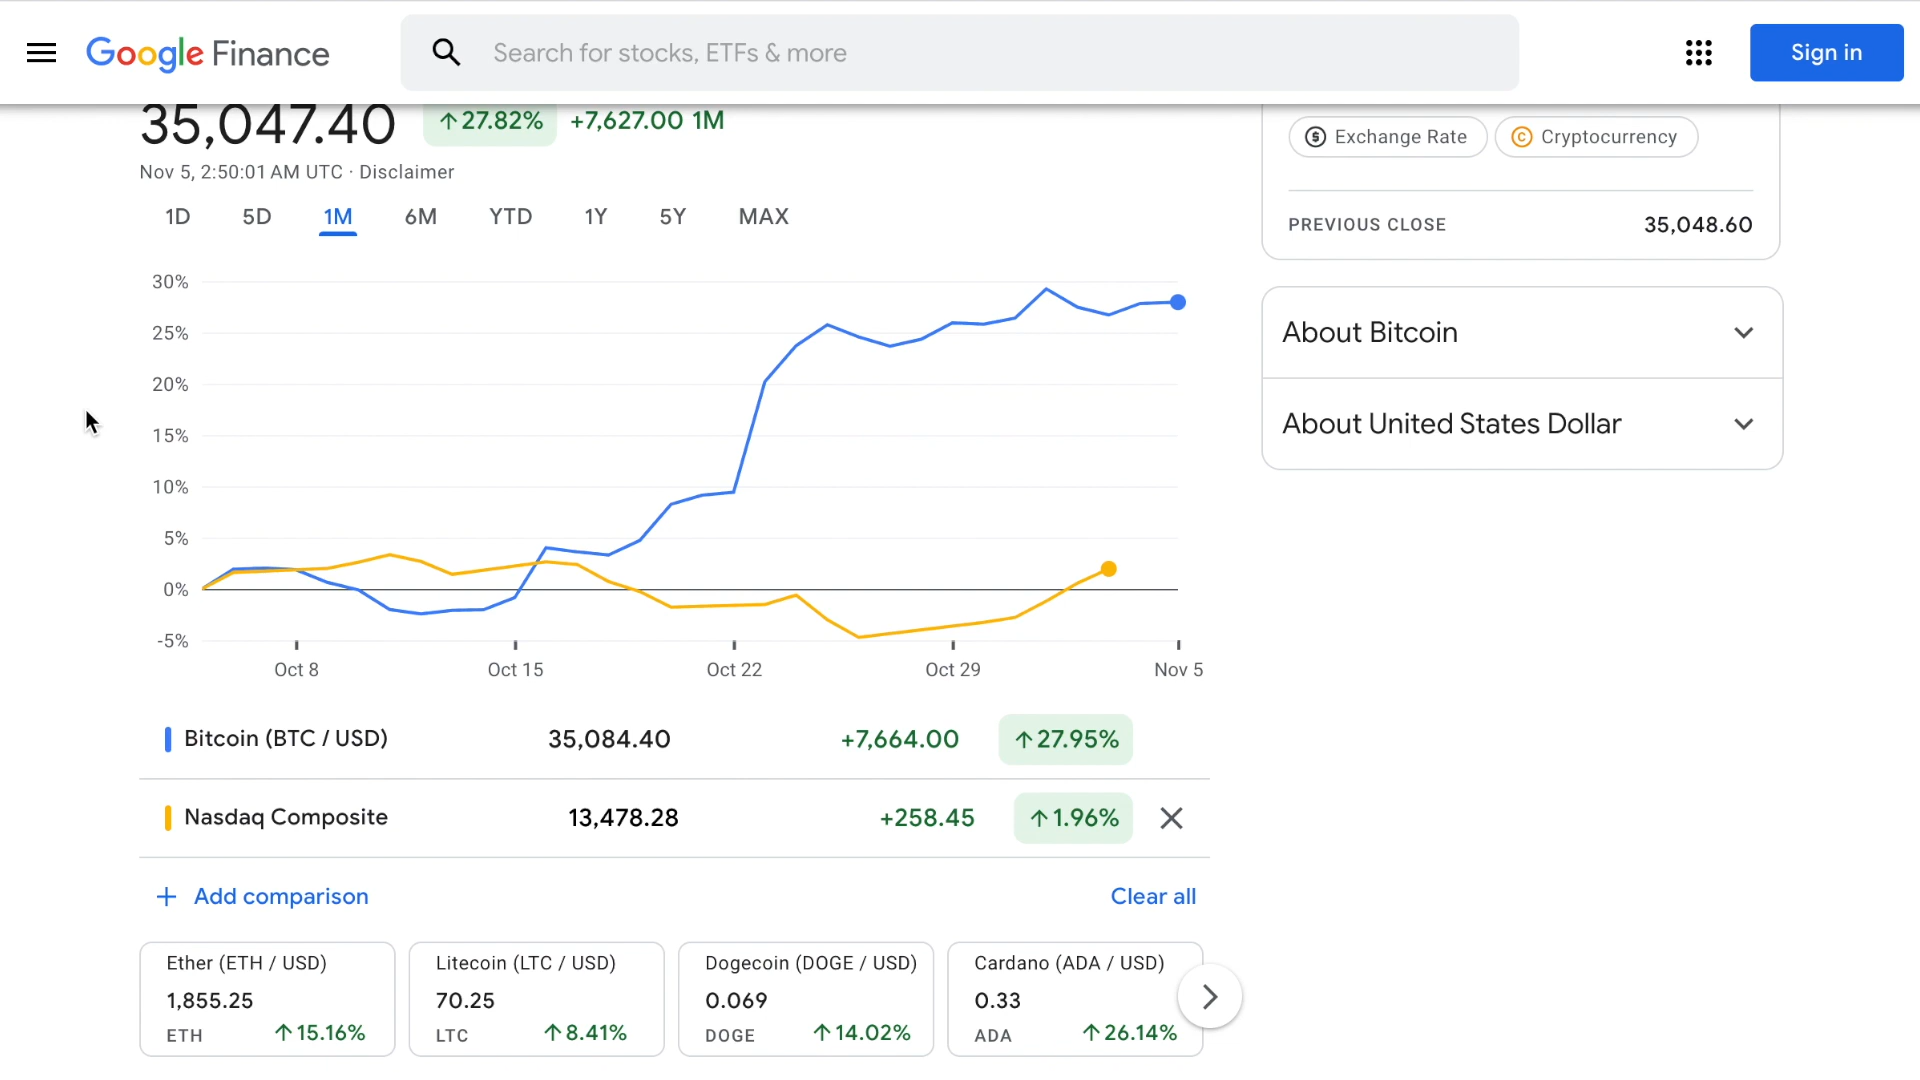 Google Finance
Search for stocks, ETFs & more
Sign in
35,047.40
↑27.82%
+7,627.00 1M
Nov 5, 2:50:01 AM UTC · Disclaimer
1D 5D 1M 6M YTD 1Y 5Y MAX
30%
25%
20%
15%
10%
5%
0%
-5%
Oct 8 Oct 15 Oct 22 Oct 29 Nov 5
Bitcoin (BTC / USD) 35,084.40 +7,664.00 ↑27.95%
Nasdaq Composite 13,478.28 +258.45 ↑1.96%
+ Add comparison
Clear all
Ether (ETH / USD)
1,855.25
ETH ↑15.16%
Litecoin (LTC / USD)
70.25
LTC ↑8.41%
Dogecoin (DOGE / USD)
0.069
DOGE ↑14.02%
Cardano (ADA / USD)
0.33
ADA ↑26.14%
Exchange Rate
Cryptocurrency
PREVIOUS CLOSE 35,048.60
About Bitcoin
About United States Dollar